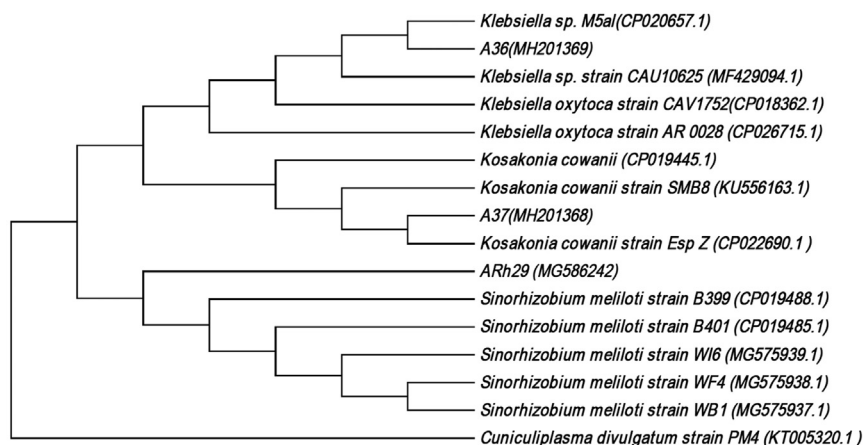 Klebsiella sp. M5al(CP020657.1)
A36(MH201369)
Klebsiella sp. strain CAU10625 (MF429094.1)
Klebsiella oxytoca strain CAV1752(CP018362.1)
Klebsiella oxytoca strain AR 0028 (CP026715.1)
Kosakonia cowanii (CP019445.1)
Kosakonia cowanii strain SMB8 (KU556163.1)
A37(MH201368)
Kosakonia cowanii strain Esp Z (CP022690.1 )
ARh29 (MG586242)
Sinorhizobium meliloti strain B399 (CP019488.1)
Sinorhizobium meliloti strain B401 (CP019485.1)
Sinorhizobium meliloti strain WI6 (MG575939.1)
Sinorhizobium meliloti strain WF4 (MG575938.1)
Sinorhizobium meliloti strain WB1 (MG575937.1)
Cuniculiplasma divulgatum strain PM4 (KT005320.1 )